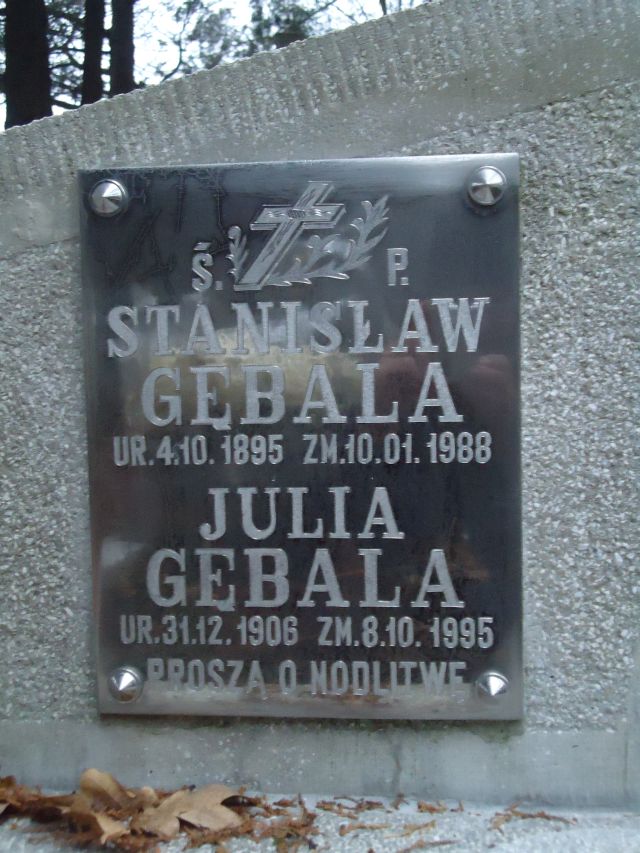 Ś. P.
STANISŁAW
GĘBALA
UR.4.10.1895 ZM.10.01.1988
JULIA
GĘBALA
UR.31.12.1906 ZM.8.10.1995
PROSZĄ O MODLITWĘ